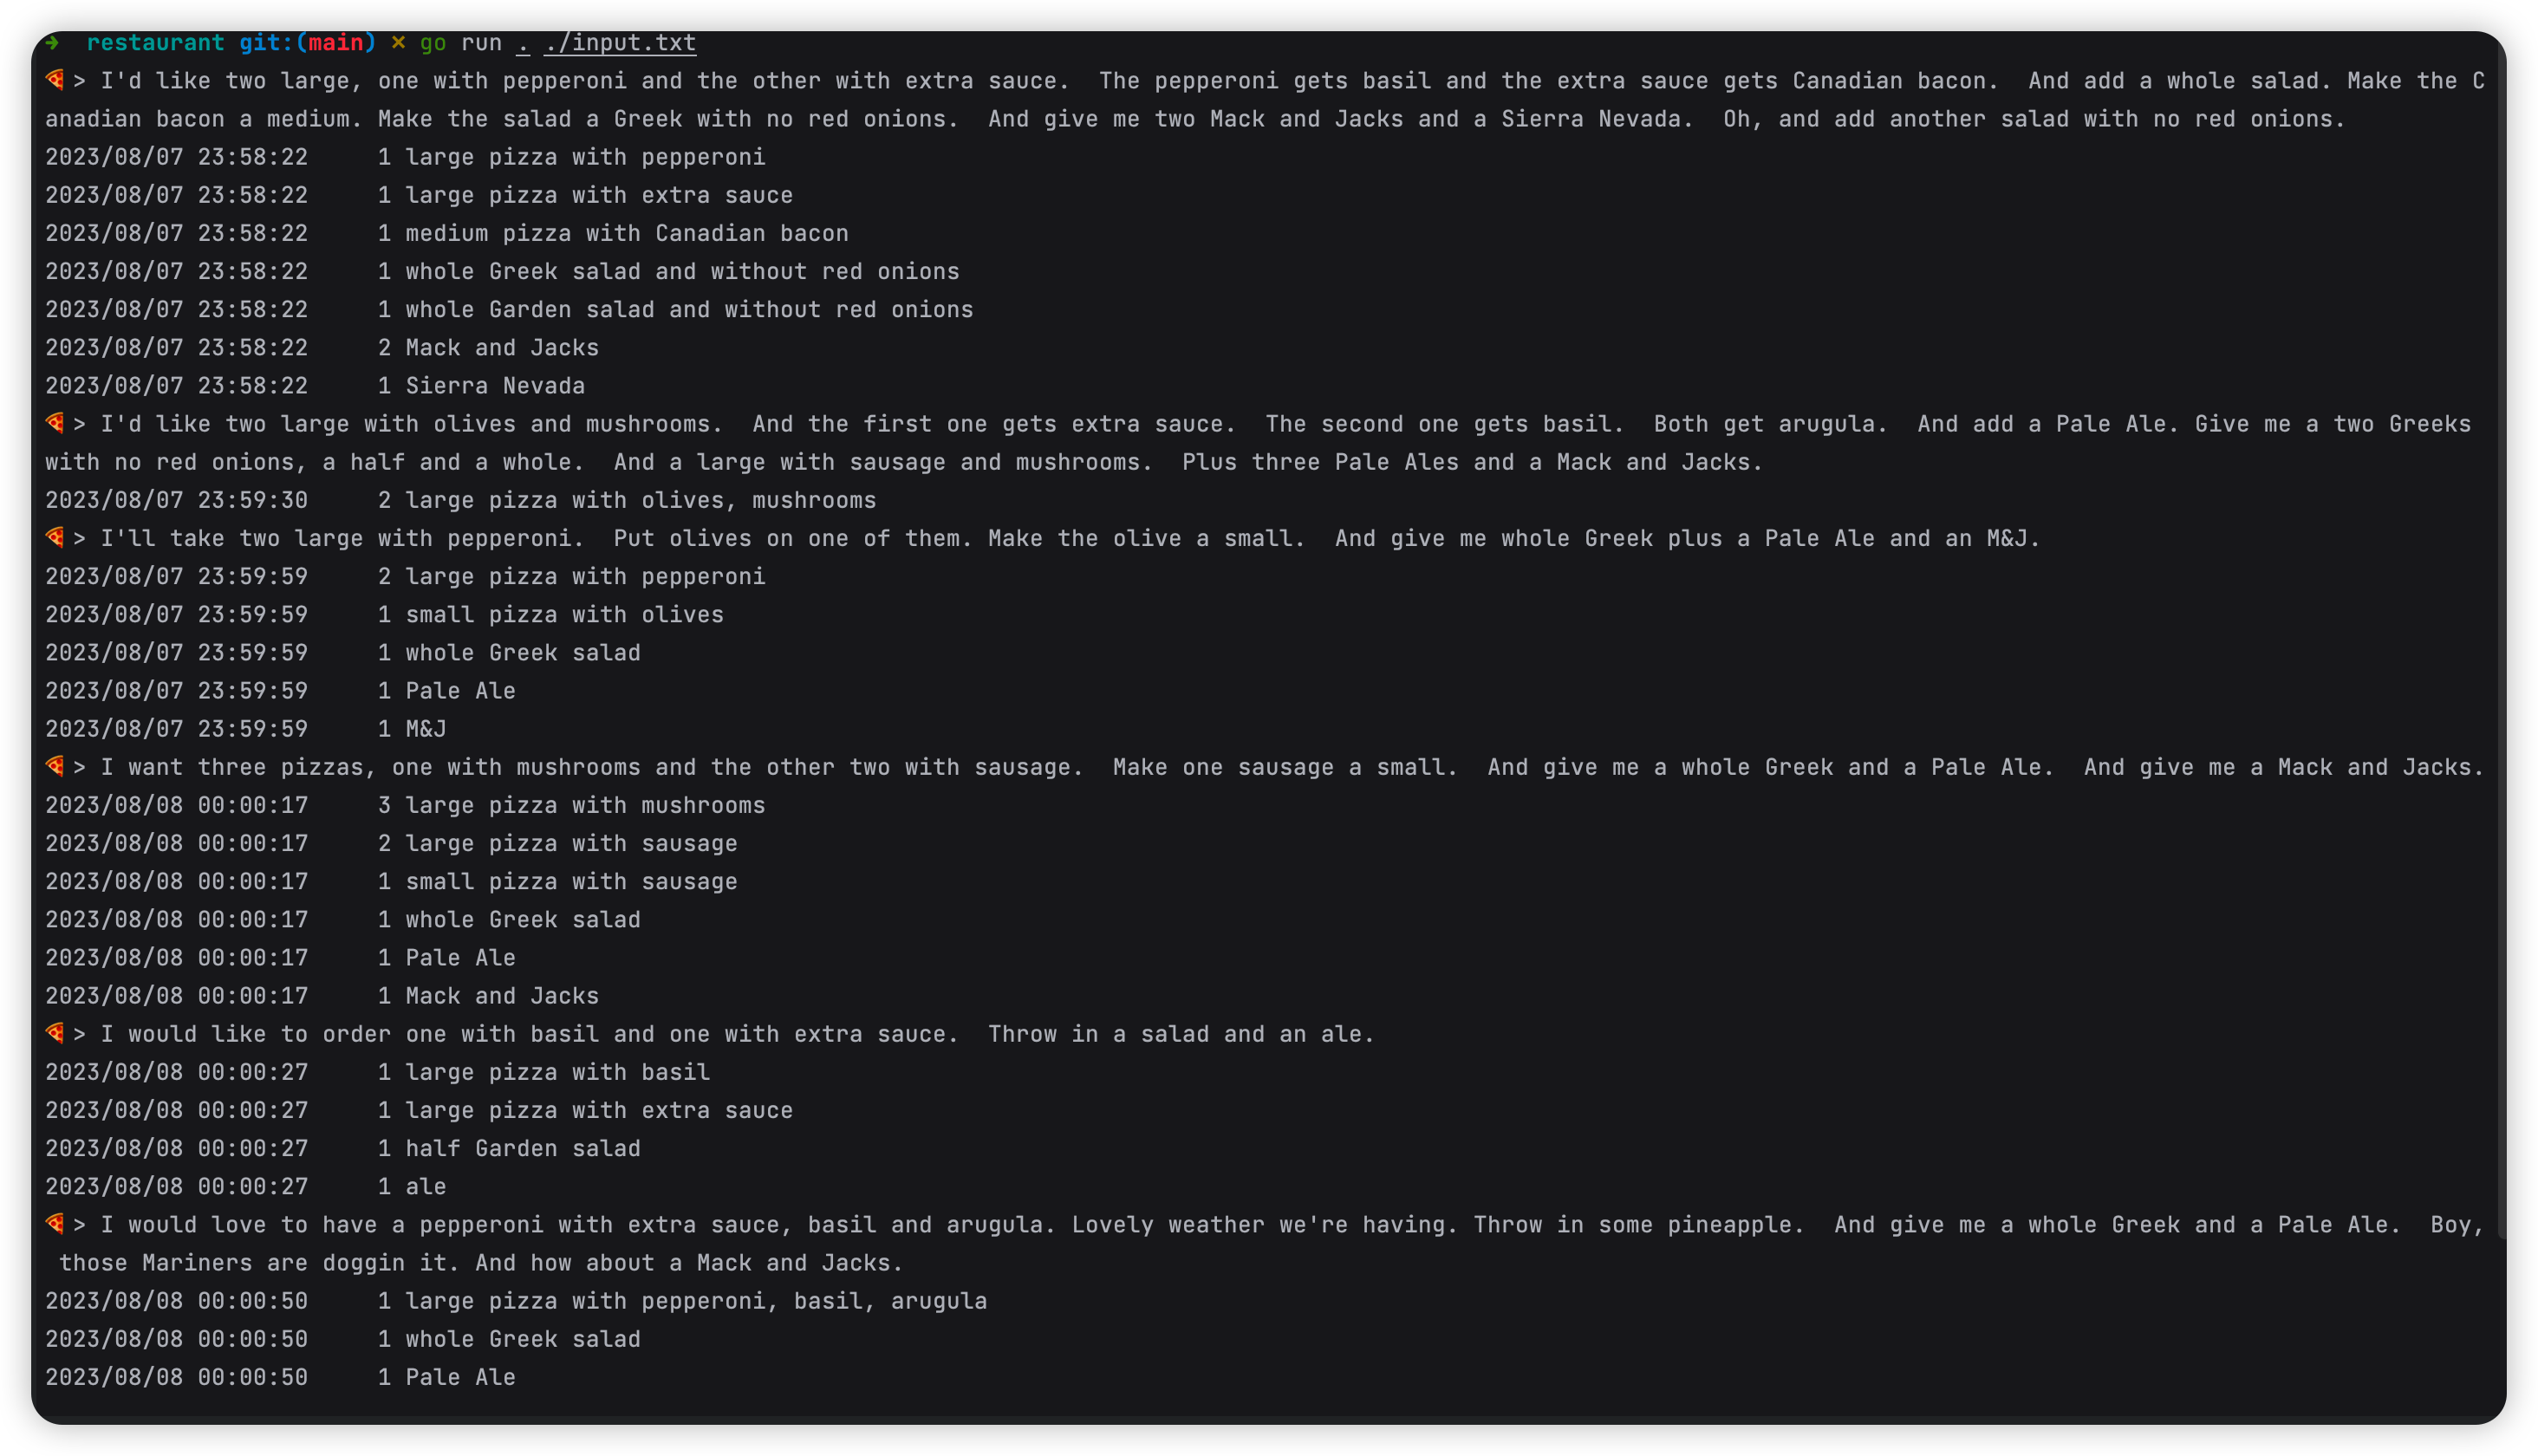 ➜  restaurant git:(main) ✗ go run . ./input.txt
🍕> I'd like two large, one with pepperoni and the other with extra sauce.  The pepperoni gets basil and the extra sauce gets Canadian bacon.  And add a whole salad. Make the C
anadian bacon a medium. Make the salad a Greek with no red onions.  And give me two Mack and Jacks and a Sierra Nevada.  Oh, and add another salad with no red onions.
2023/08/07 23:58:22     1 large pizza with pepperoni
2023/08/07 23:58:22     1 large pizza with extra sauce
2023/08/07 23:58:22     1 medium pizza with Canadian bacon
2023/08/07 23:58:22     1 whole Greek salad and without red onions
2023/08/07 23:58:22     1 whole Garden salad and without red onions
2023/08/07 23:58:22     2 Mack and Jacks
2023/08/07 23:58:22     1 Sierra Nevada
🍕> I'd like two large with olives and mushrooms.  And the first one gets extra sauce.  The second one gets basil.  Both get arugula.  And add a Pale Ale. Give me a two Greeks
with no red onions, a half and a whole.  And a large with sausage and mushrooms.  Plus three Pale Ales and a Mack and Jacks.
2023/08/07 23:59:30     2 large pizza with olives, mushrooms
🍕> I'll take two large with pepperoni.  Put olives on one of them. Make the olive a small.  And give me whole Greek plus a Pale Ale and an M&J.
2023/08/07 23:59:59     2 large pizza with pepperoni
2023/08/07 23:59:59     1 small pizza with olives
2023/08/07 23:59:59     1 whole Greek salad
2023/08/07 23:59:59     1 Pale Ale
2023/08/07 23:59:59     1 M&J
🍕> I want three pizzas, one with mushrooms and the other two with sausage.  Make one sausage a small.  And give me a whole Greek and a Pale Ale.  And give me a Mack and Jacks.
2023/08/08 00:00:17     3 large pizza with mushrooms
2023/08/08 00:00:17     2 large pizza with sausage
2023/08/08 00:00:17     1 small pizza with sausage
2023/08/08 00:00:17     1 whole Greek salad
2023/08/08 00:00:17     1 Pale Ale
2023/08/08 00:00:17     1 Mack and Jacks
🍕> I would like to order one with basil and one with extra sauce.  Throw in a salad and an ale.
2023/08/08 00:00:27     1 large pizza with basil
2023/08/08 00:00:27     1 large pizza with extra sauce
2023/08/08 00:00:27     1 half Garden salad
2023/08/08 00:00:27     1 ale
🍕> I would love to have a pepperoni with extra sauce, basil and arugula. Lovely weather we're having. Throw in some pineapple.  And give me a whole Greek and a Pale Ale.  Boy,
 those Mariners are doggin it. And how about a Mack and Jacks.
2023/08/08 00:00:50     1 large pizza with pepperoni, basil, arugula
2023/08/08 00:00:50     1 whole Greek salad
2023/08/08 00:00:50     1 Pale Ale